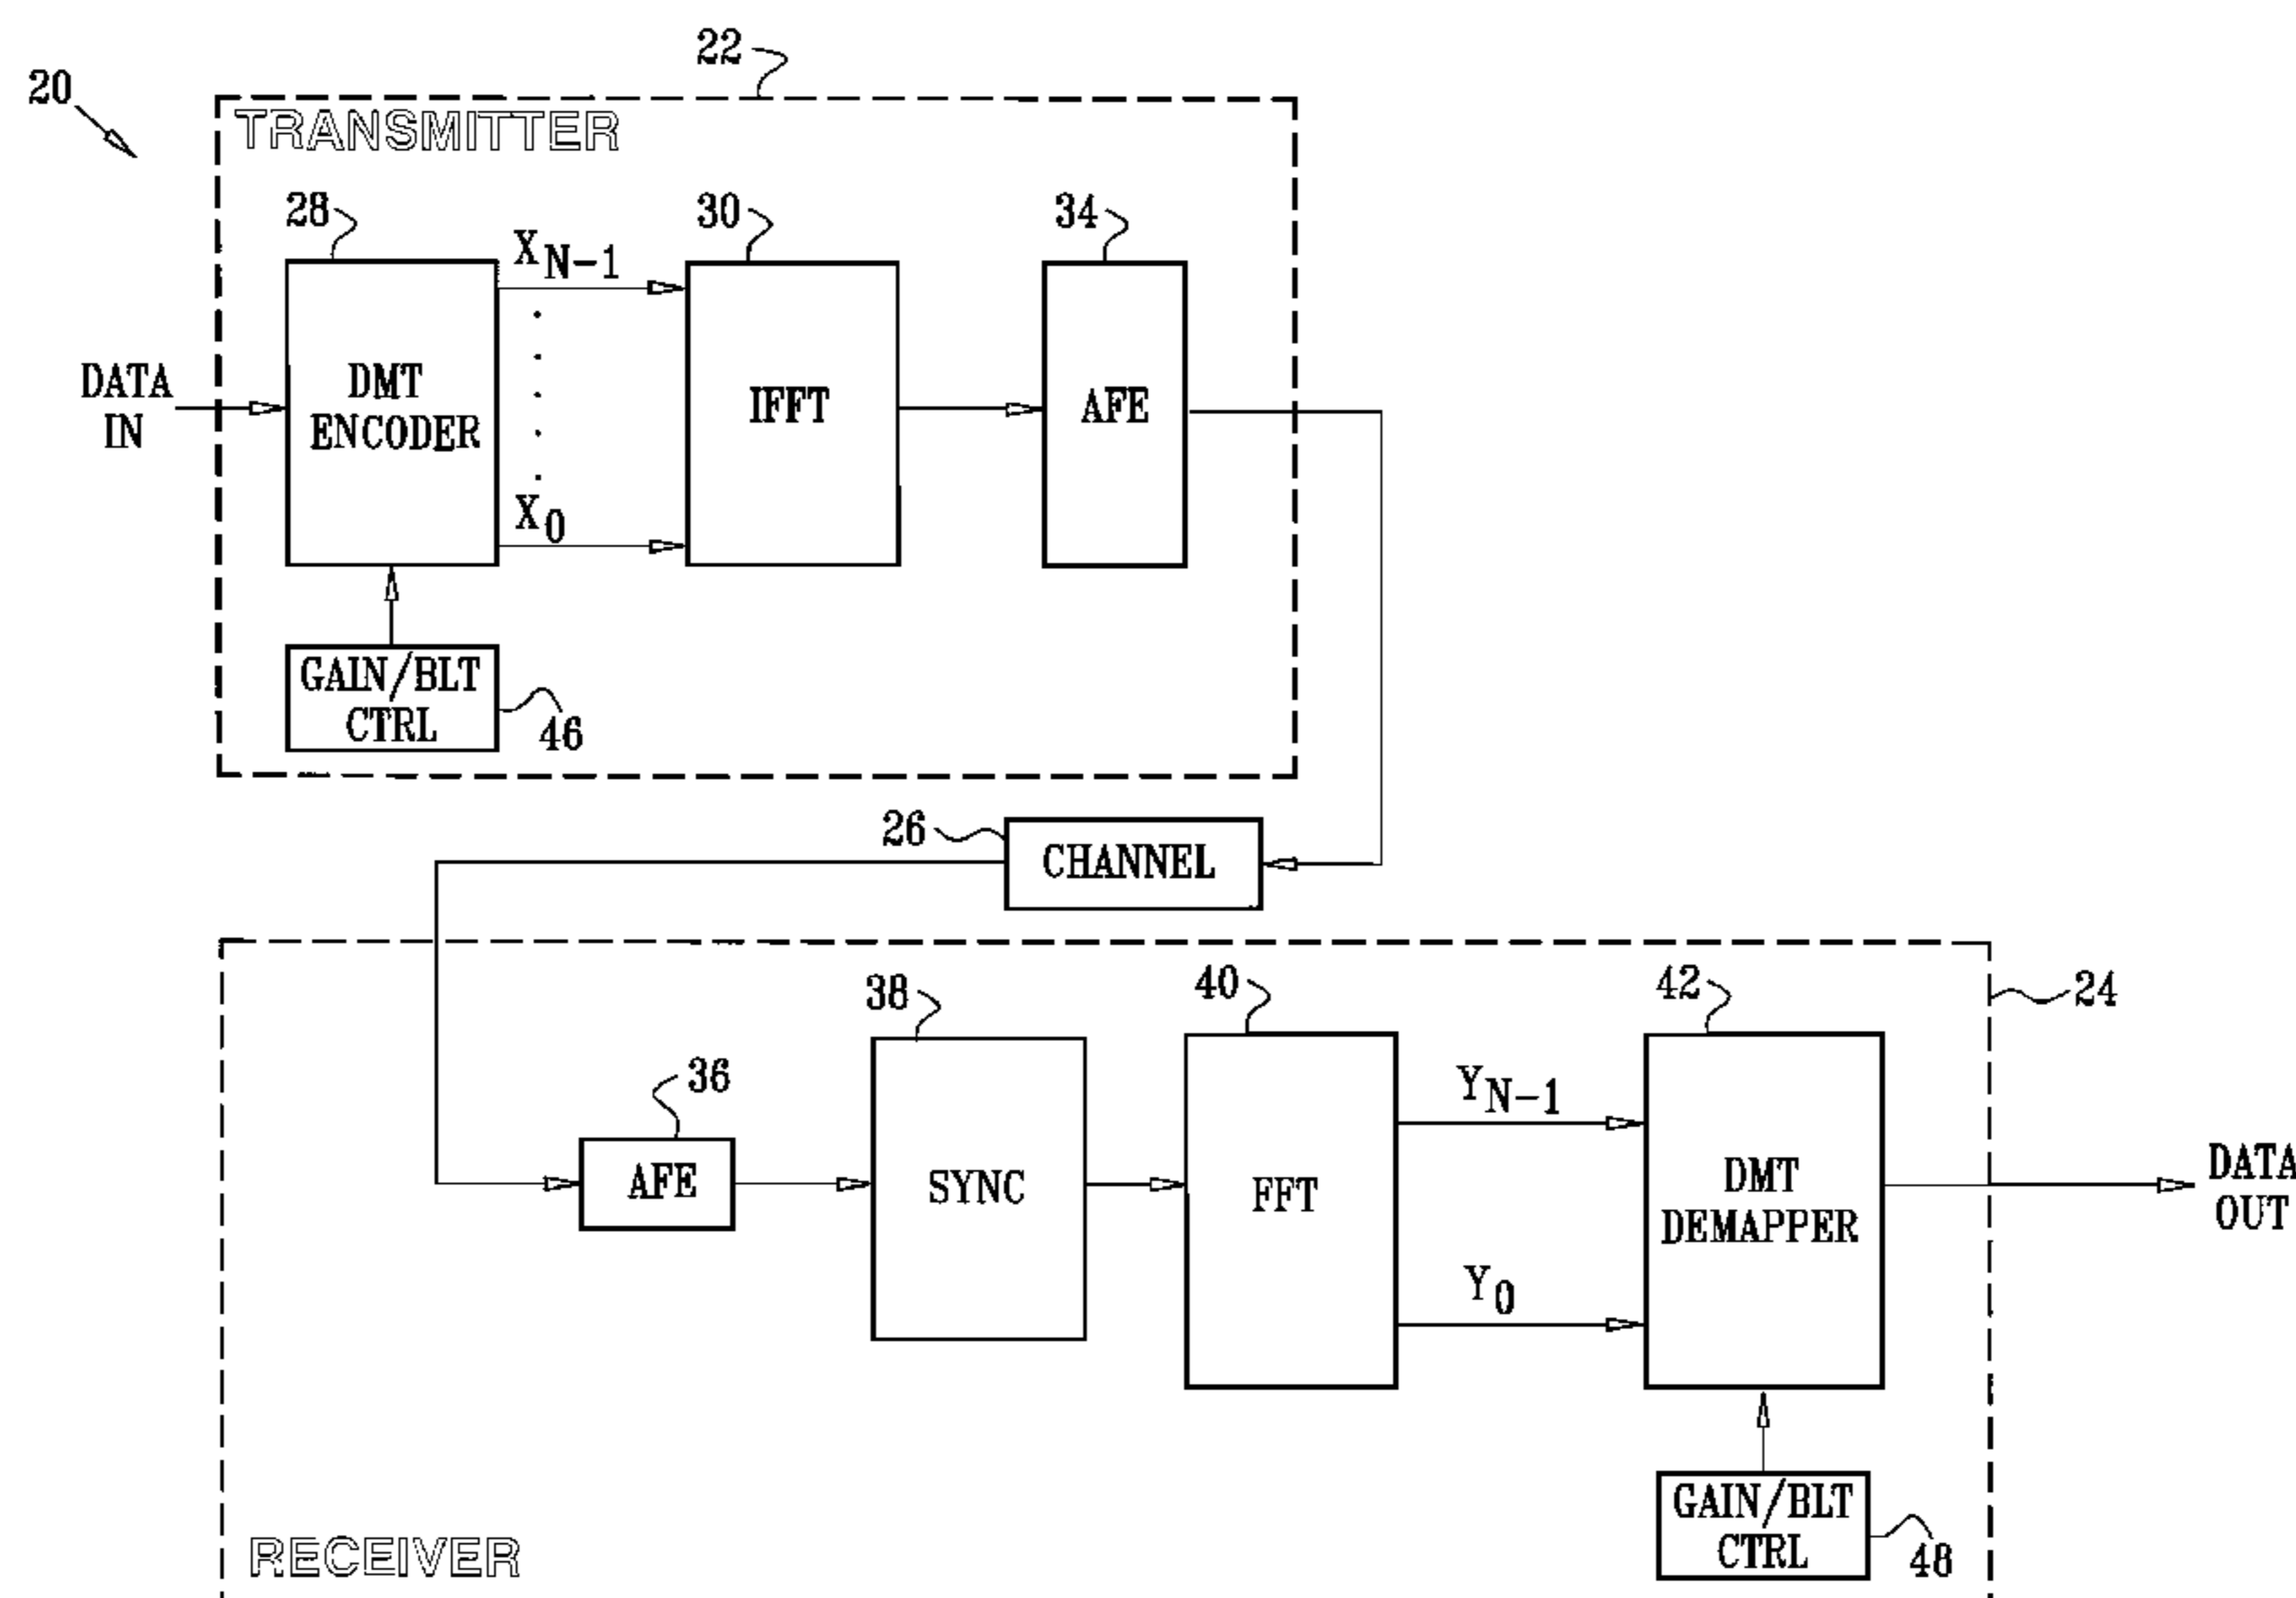 20
22
TRANSMITTER
28
X N-1
30
34
DATA
IN
DMT
ENCODER
IFFT
AFE
X 0
GAIN/BLT
CTRL
46
26
CHANNEL
24
36
38
40
42
AFE
SYNC
FFT
Y N-1
Y 0
DMT
DEMAPPER
DATA
OUT
GAIN/BLT
CTRL
48
RECEIVER